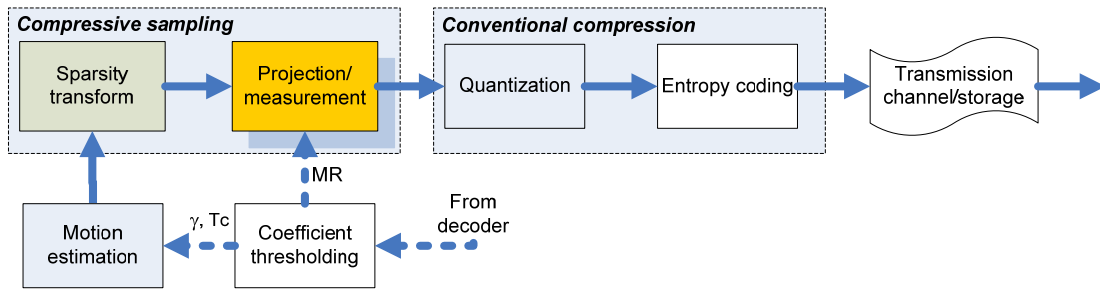 Compressive sampling
Conventional compression
Sparsity
transform
Projection/
measurement
Quantization
Entropy coding
Transmission
channel/storage
MR
From
decoder
γ, Tc
Motion
estimation
Coefficient
thresholding